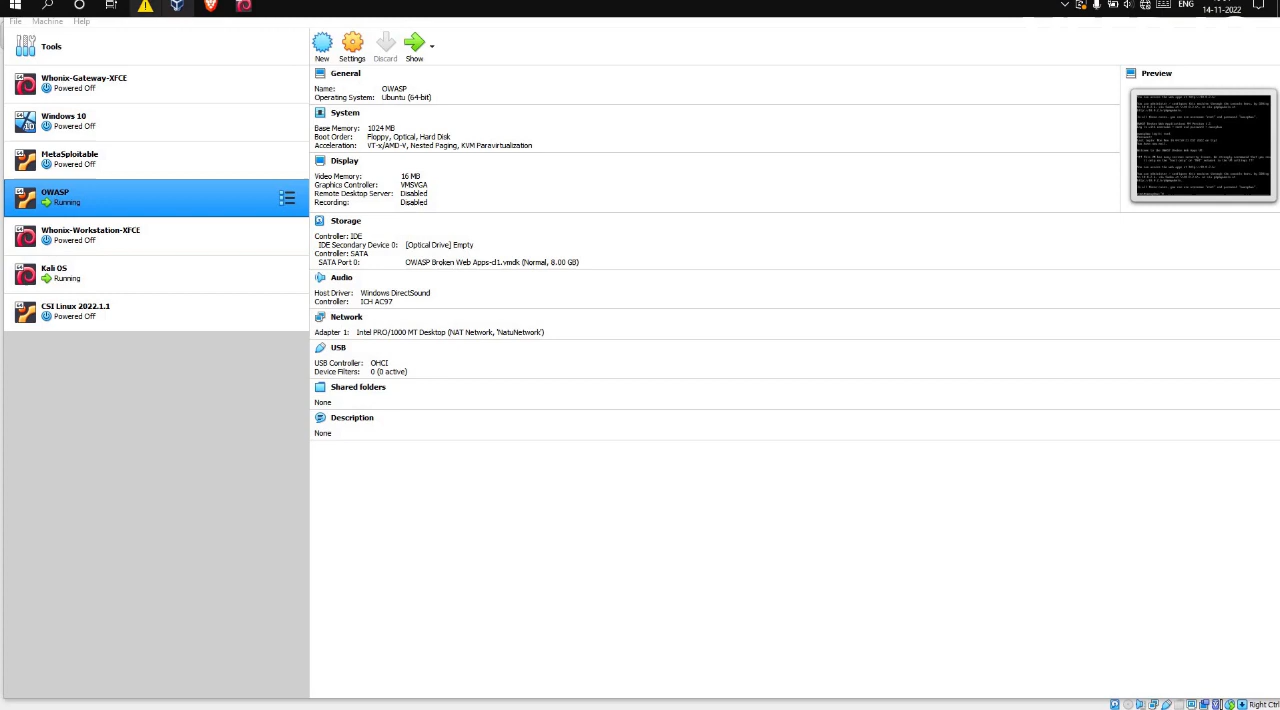 ENG
14-11-2022
File Machine Help
Tools
New Settings Discard Show
Whonix-Gateway-XFCE
Powered Off
Windows 10
Powered Off
MetaSploitable
Powered Off
OWASP
Running
Whonix-Workstation-XFCE
Powered Off
Kali OS
Running
CSI Linux 2022.1.1
Powered Off
General
Name: OWASP
Operating System: Ubuntu (64-bit)
System
Base Memory: 1024 MB
Boot Order: Floppy, Optical, Hard Disk
Acceleration: VT-x/AMD-V, Nested Paging, KVM Paravirtualization
Display
Video Memory: 16 MB
Graphics Controller: VMSVGA
Remote Desktop Server: Disabled
Recording: Disabled
Storage
Controller: IDE
IDE Secondary Device 0: [Optical Drive] Empty
Controller: SATA
SATA Port 0: OWASP Broken Web Apps-cl1.vmdk (Normal, 8.00 GB)
Audio
Host Driver: Windows DirectSound
Controller: ICH AC97
Network
Adapter 1: Intel PRO/1000 MT Desktop (NAT Network, 'NatuNetwork')
USB
USB Controller: OHCI
Device Filters: 0 (0 active)
Shared folders
None
Description
None
Preview
Right Ctrl